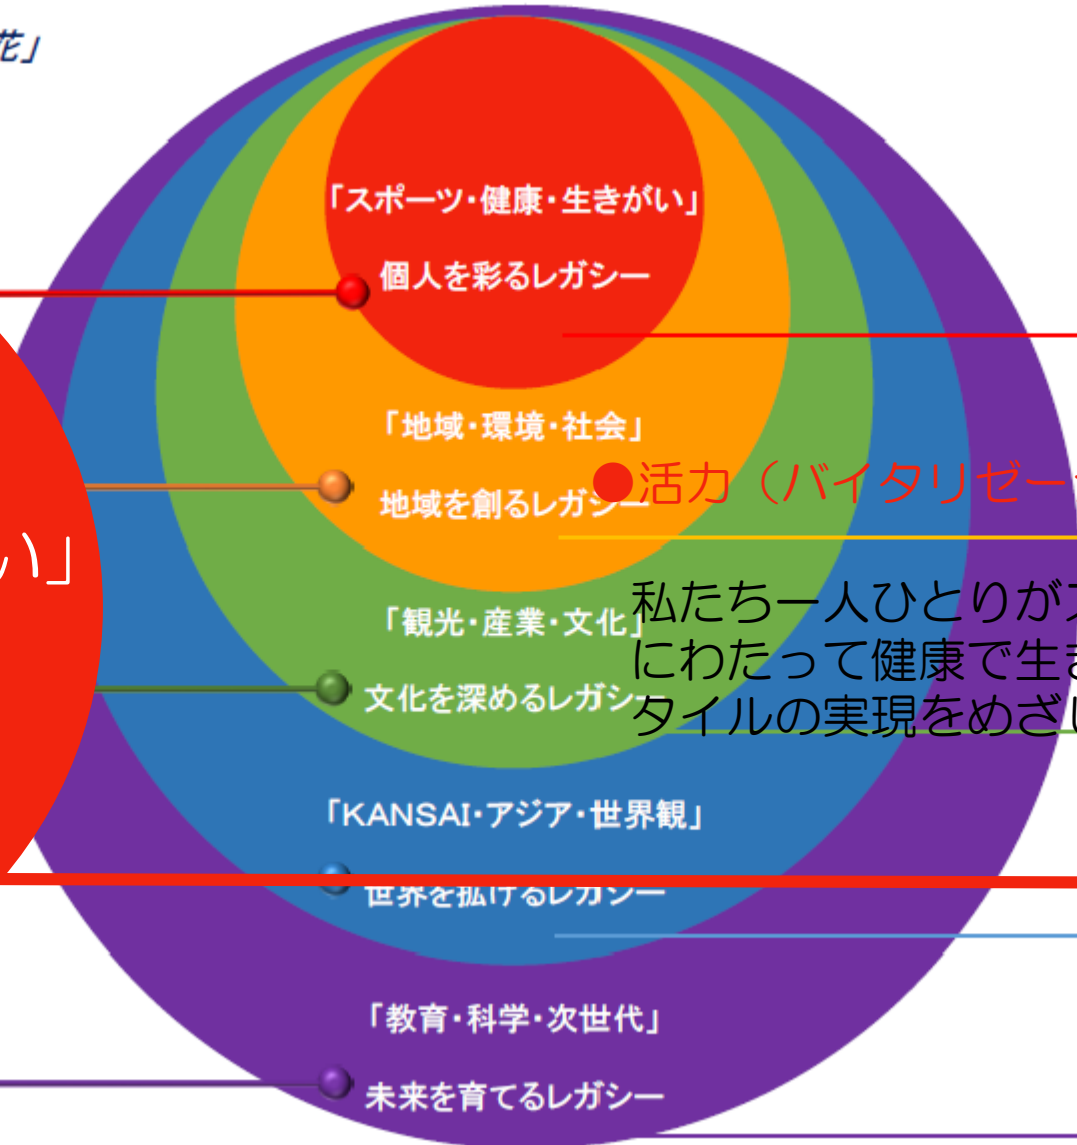 花」
「スポーツ・健康・生きがい」
個人を彩るレガシー
「地域・環境・社会」
●活力（バイタリゼー
地域を創るレガシー
い」
「観光・産業・文化」
私たち一人ひとりが
にわたって健康で生き
タイルの実現をめざし
文化を深めるレガシー
「KANSAI・アジア・世界観」
世界を拡げるレガシー
「教育・科学・次世代」
未来を育てるレガシー